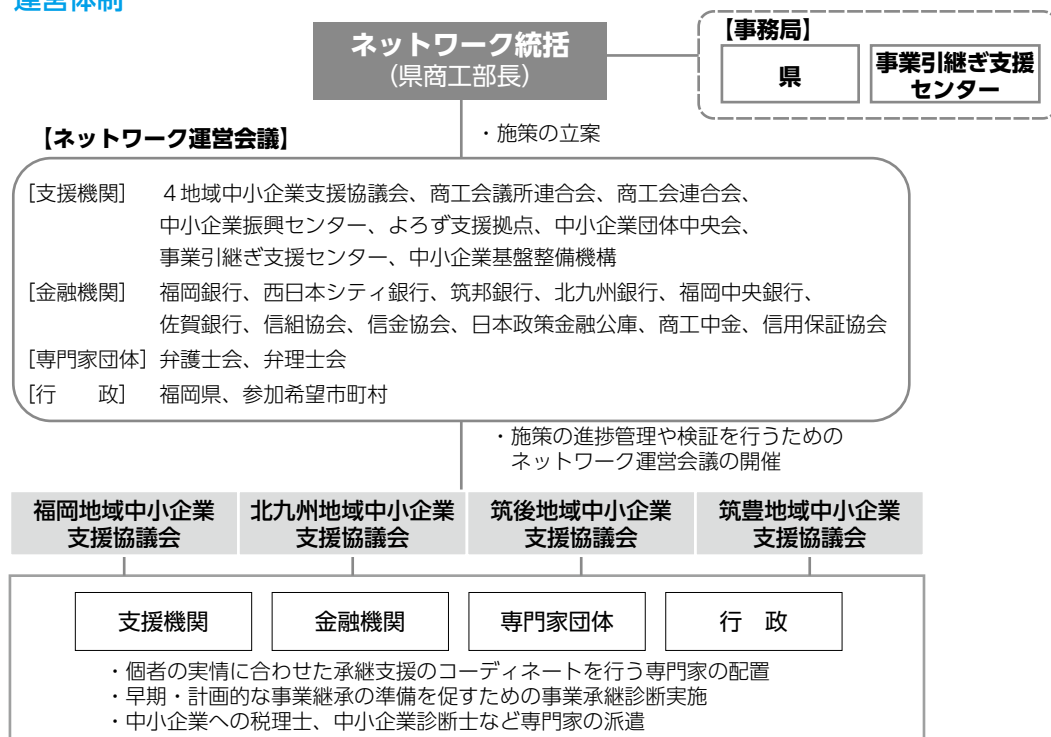 運営体制
ネットワーク統括
(県商工部長)
【事務局】
県
事業引継ぎ支援
センター
・施策の立案
【ネットワーク運営会議】
[支援機関] 4地域中小企業支援協議会、商工会議所連合会、商工会連合会、
中小企業振興センター、よろず支援拠点、中小企業団体中央会、
事業引継ぎ支援センター、中小企業基盤整備機構
[金融機関] 福岡銀行、西日本シティ銀行、筑邦銀行、北九州銀行、福岡中央銀行、
佐賀銀行、信組協会、信金協会、日本政策金融公庫、商工中金、信用保証協会
[専門家団体] 弁護士会、弁理士会
[行　政] 福岡県、参加希望市町村
・施策の進捗管理や検証を行うための
ネットワーク運営会議の開催
福岡地域中小企業
支援協議会
北九州地域中小企業
支援協議会
筑後地域中小企業
支援協議会
筑豊地域中小企業
支援協議会
支援機関
金融機関
専門家団体
行　政
・個者の実情に合わせた承継支援のコーディネートを行う専門家の配置
・早期・計画的な事業継承の準備を促すための事業承継診断実施
・中小企業への税理士、中小企業診断士など専門家の派遣